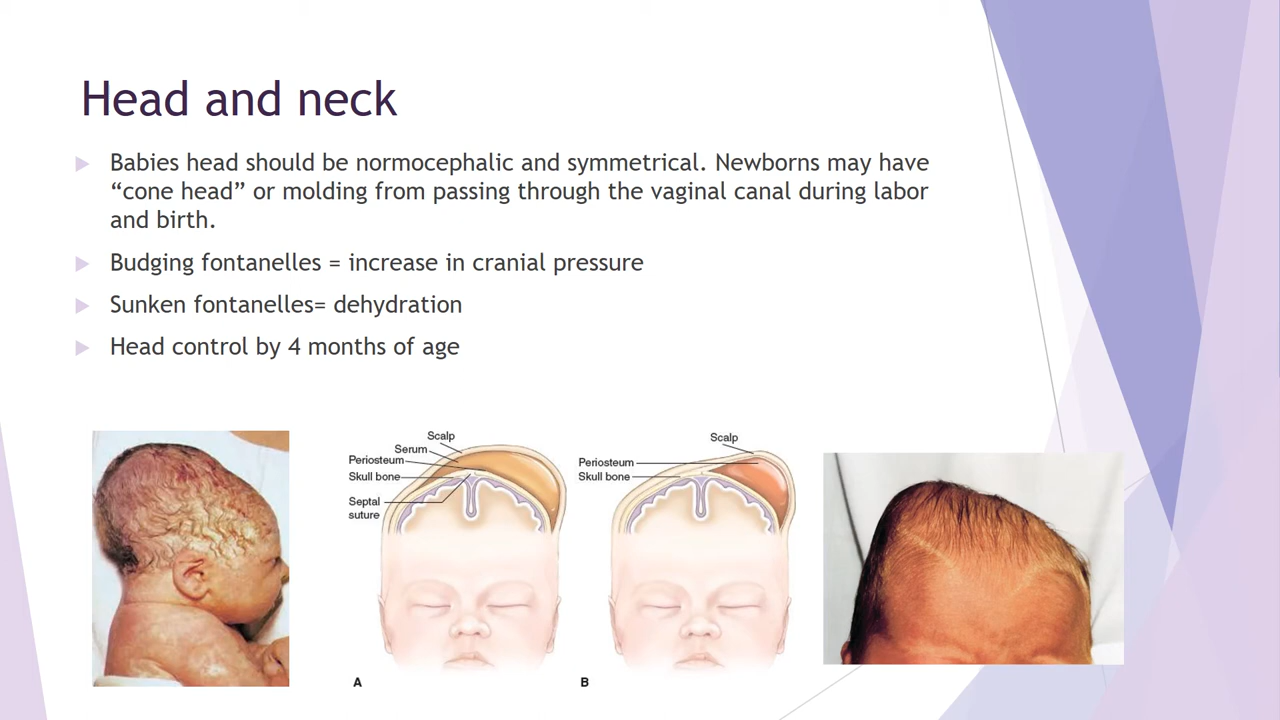 Head and neck
Babies head should be normocephalic and symmetrical. Newborns may have
“cone head” or molding from passing through the vaginal canal during labor
and birth.
Budging fontanelles = increase in cranial pressure
Sunken fontanelles= dehydration
Head control by 4 months of age
Scalp
Serum
Periosteum
Skull bone
Septal
suture
A
Scalp
Periosteum
Skull bone
B